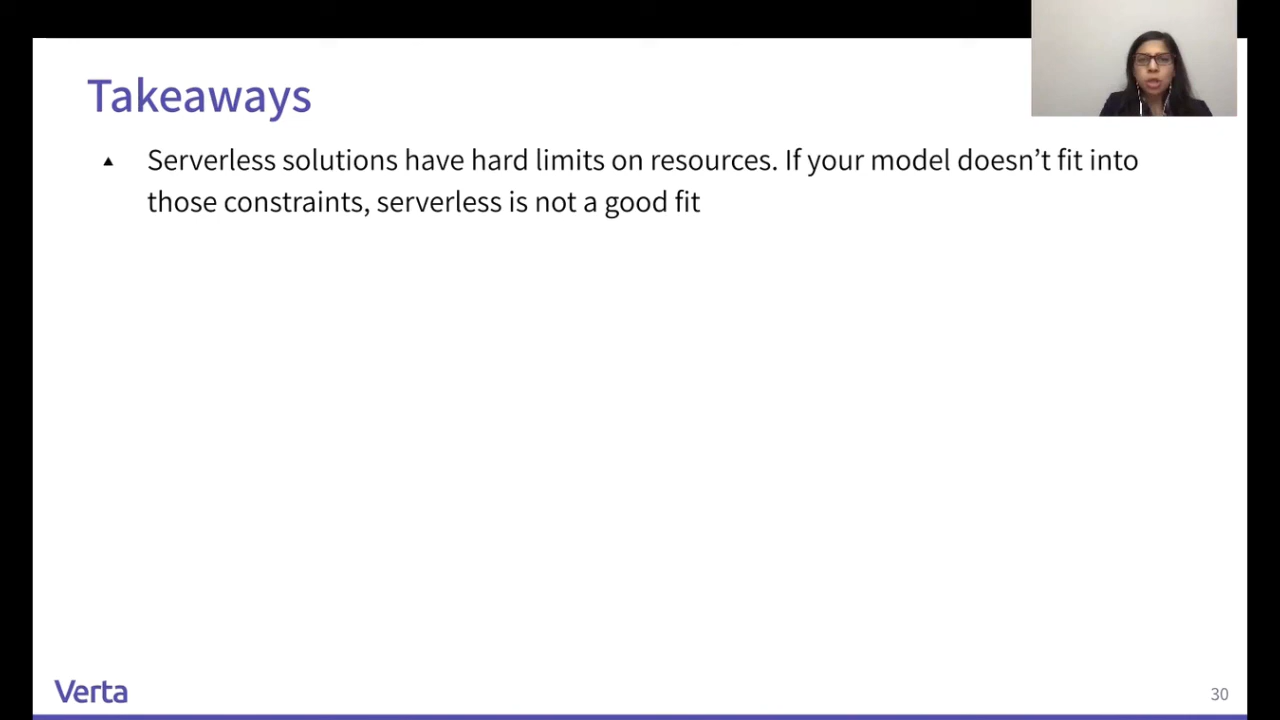 Takeaways
▲ Serverless solutions have hard limits on resources. If your model doesn’t fit into
those constraints, serverless is not a good fit
Verta
30